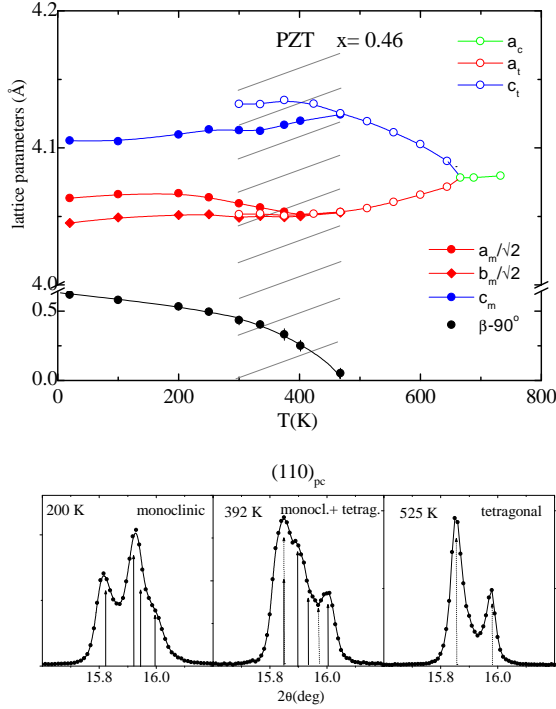 PZT x= 0.46
a_c
a_t
c_t
4.2
4.1
4.0
0.5
0.0
lattice parameters (Å)
a_m/√2
b_m/√2
c_m
β-90°
0 200 400 600 800
T(K)
(110)_pc
200 K monoclinic
392 K monocl.+ tetrag.
525 K tetragonal
15.8 16.0 15.8 16.0 15.8 16.0
2θ(deg)